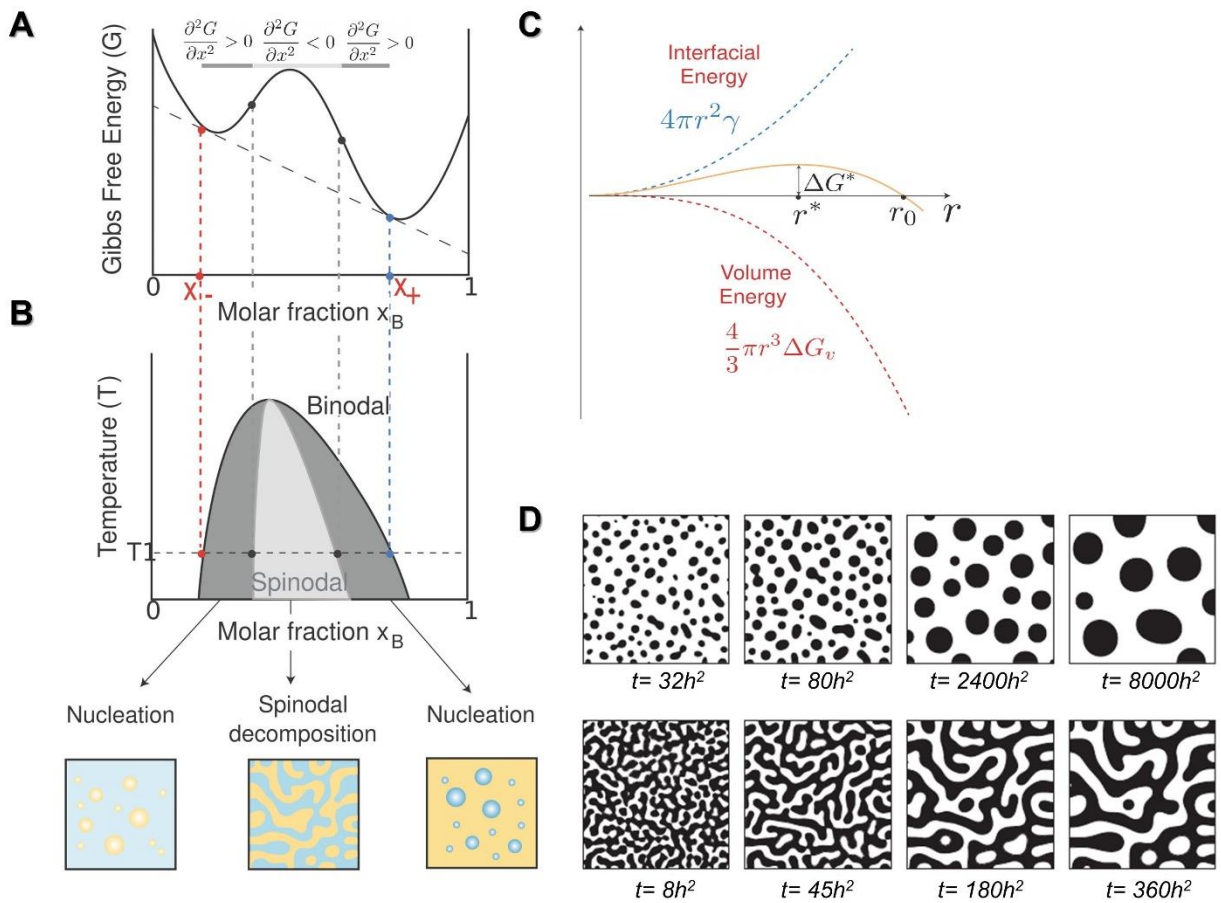 A
∂²G/∂x² > 0 ∂²G/∂x² < 0 ∂²G/∂x² > 0
Gibbs Free Energy (G)
0 X- X+ 1
Molar fraction x_B
B
Temperature (T)
T1
Binodal
Spinodal
0 1
Molar fraction x_B
Nucleation
Spinodal
decomposition
Nucleation
C
Interfacial
Energy
4πr²γ
ΔG*
r* r₀ r
Volume
Energy
4/3 πr³ΔG_v
D
t= 32h² t= 80h² t= 2400h² t= 8000h²
t= 8h² t= 45h² t= 180h² t= 360h²